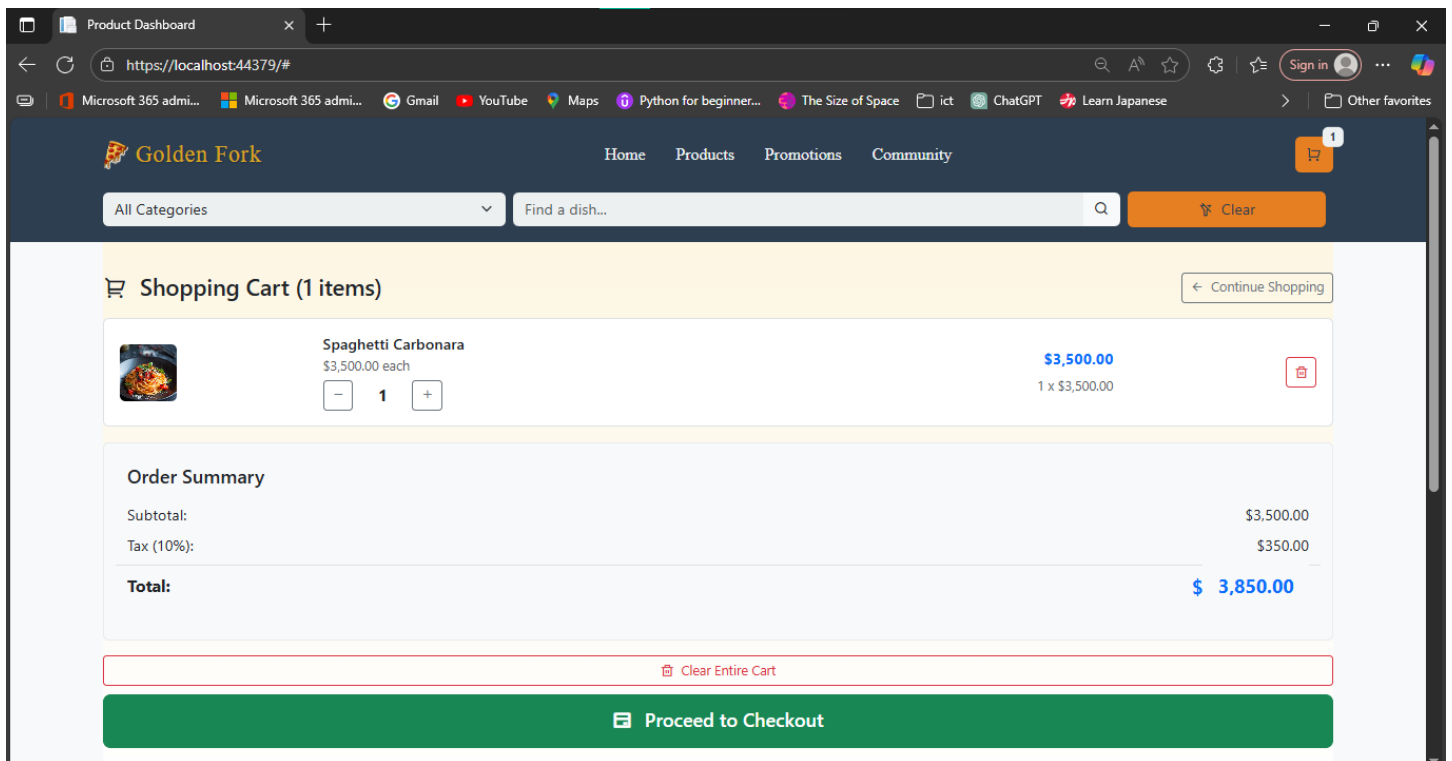 Product Dashboard
https://localhost:44379/#
Sign in
Microsoft 365 admi... Microsoft 365 admi... Gmail YouTube Maps Python for beginner... The Size of Space ict ChatGPT Learn Japanese Other favorites
Golden Fork Home Products Promotions Community 1
All Categories Find a dish... Clear
Shopping Cart (1 items) Continue Shopping
Spaghetti Carbonara
$3,500.00 each
$3,500.00
1 x $3,500.00
− 1 +
Order Summary
Subtotal: $3,500.00
Tax (10%): $350.00
Total: $ 3,850.00
Clear Entire Cart
Proceed to Checkout